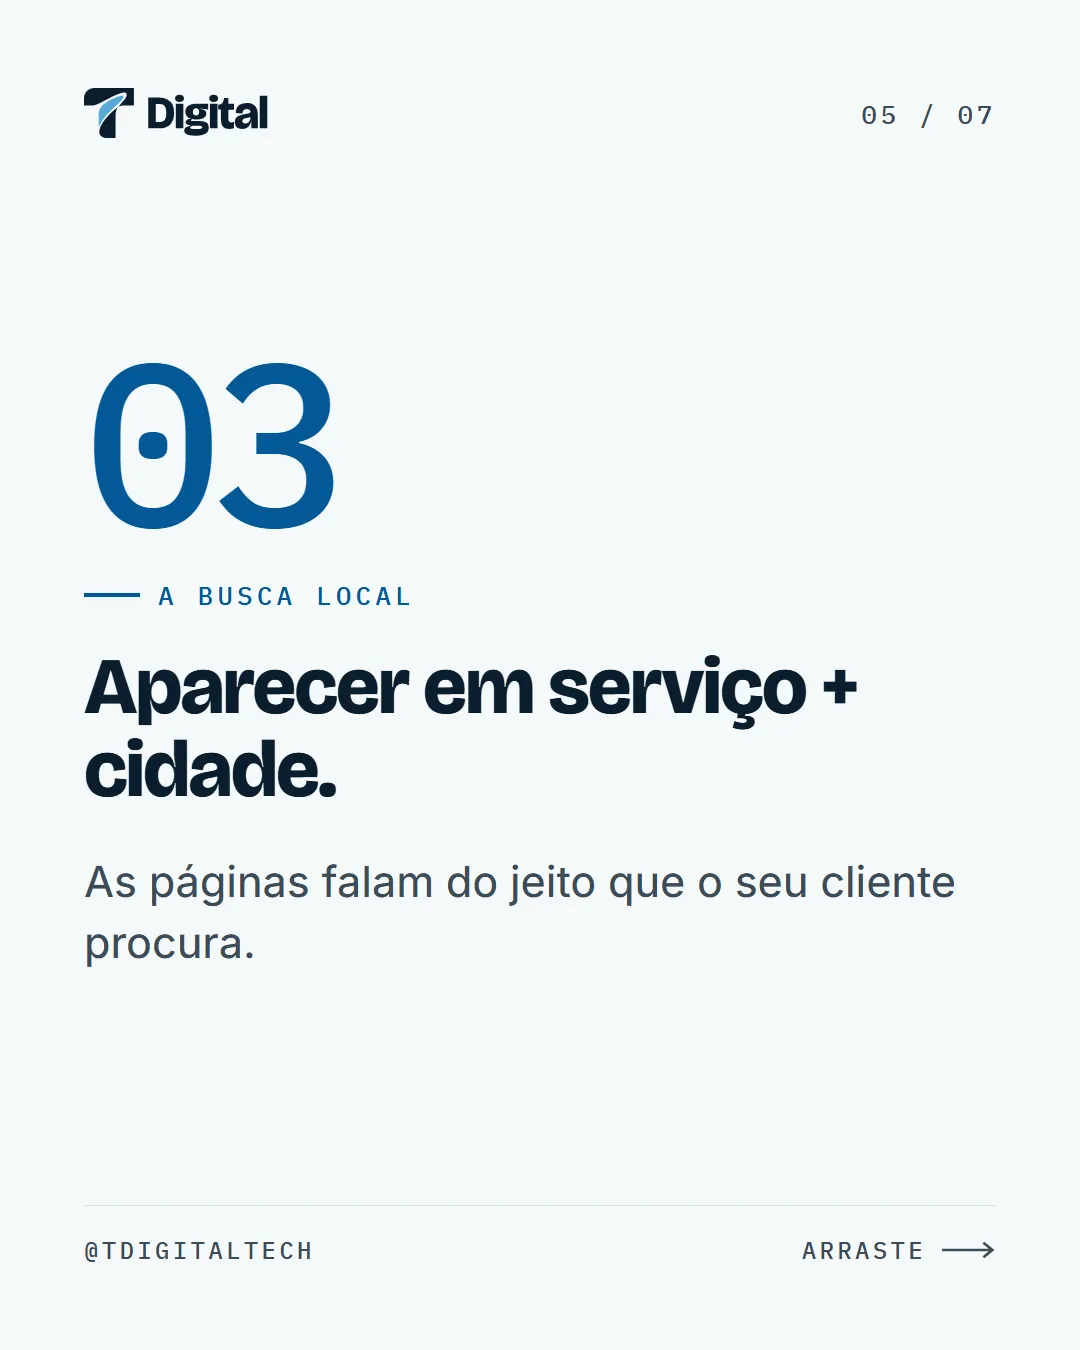 Digital
05 / 07
03
A BUSCA LOCAL
Aparecer em serviço +
cidade.
As páginas falam do jeito que o seu cliente
procura.
@TDIGITALTECH
ARRASTE